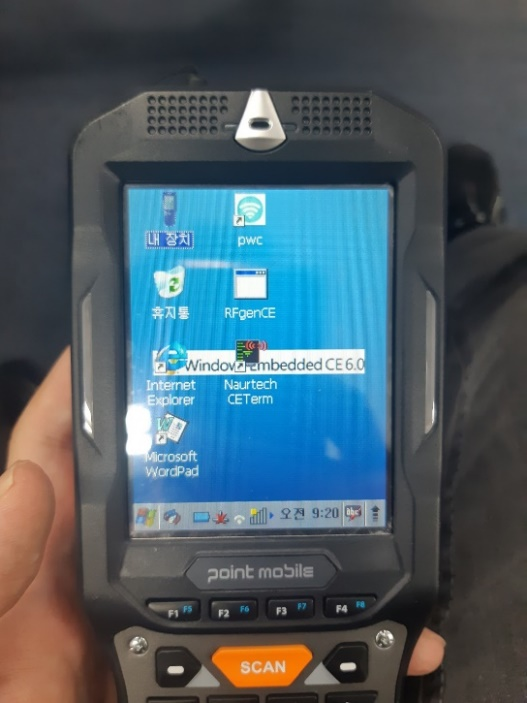 내 장치
pwc
휴지통
RFgenCE
Windows Embedded CE 6.0
Internet
Explorer
Naurtech
CETerm
Microsoft
WordPad
오전 9:20
abc
point mobile
F1 F5
F2 F6
F3 F7
F4 F8
SCAN